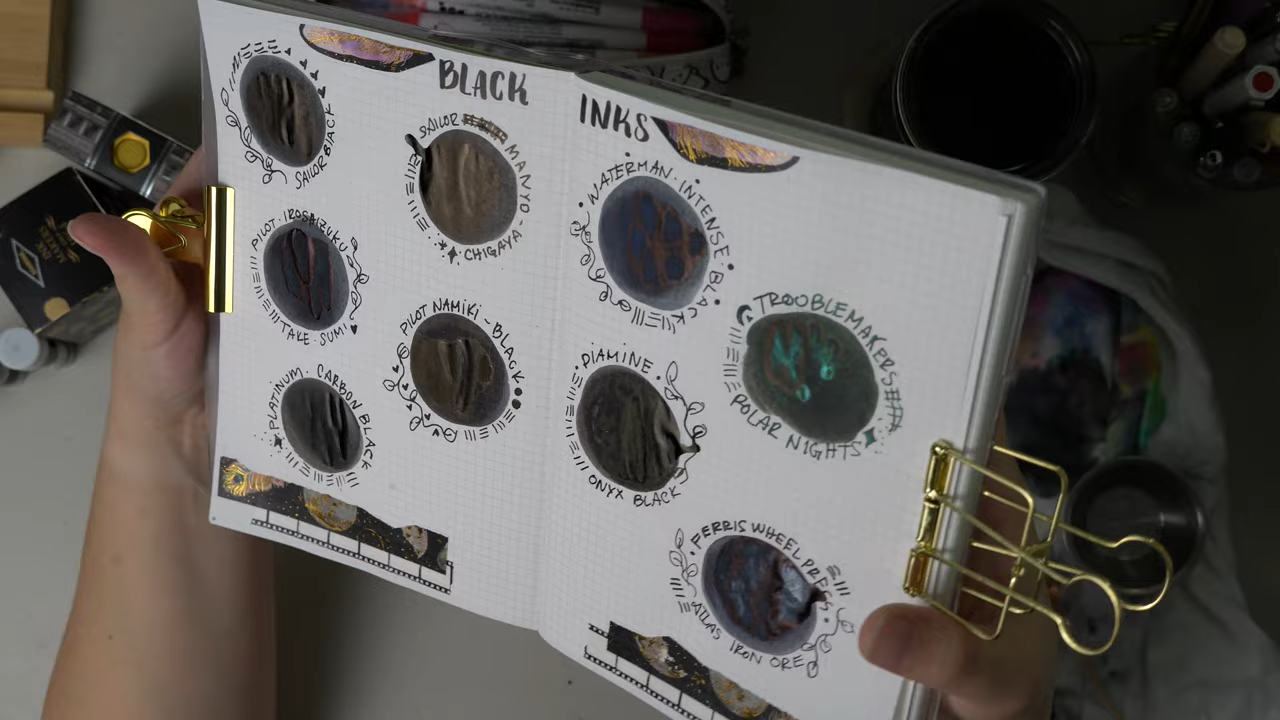 BLACK
SAILOR BLACK
SAILOR MANYO - CHIGAYA
PILOT · IROSHIZUKU
TAKE · SUMI
PILOT NAMIKI - BLACK
PLATINUM · CARBON BLACK
INKS
WATERMAN · INTENSE BLACK
TROUBLEMAKERS
POLAR NIGHTS
DIAMINE
ONYX BLACK
FERRIS WHEEL PRESS
ATLAS IRON ORE